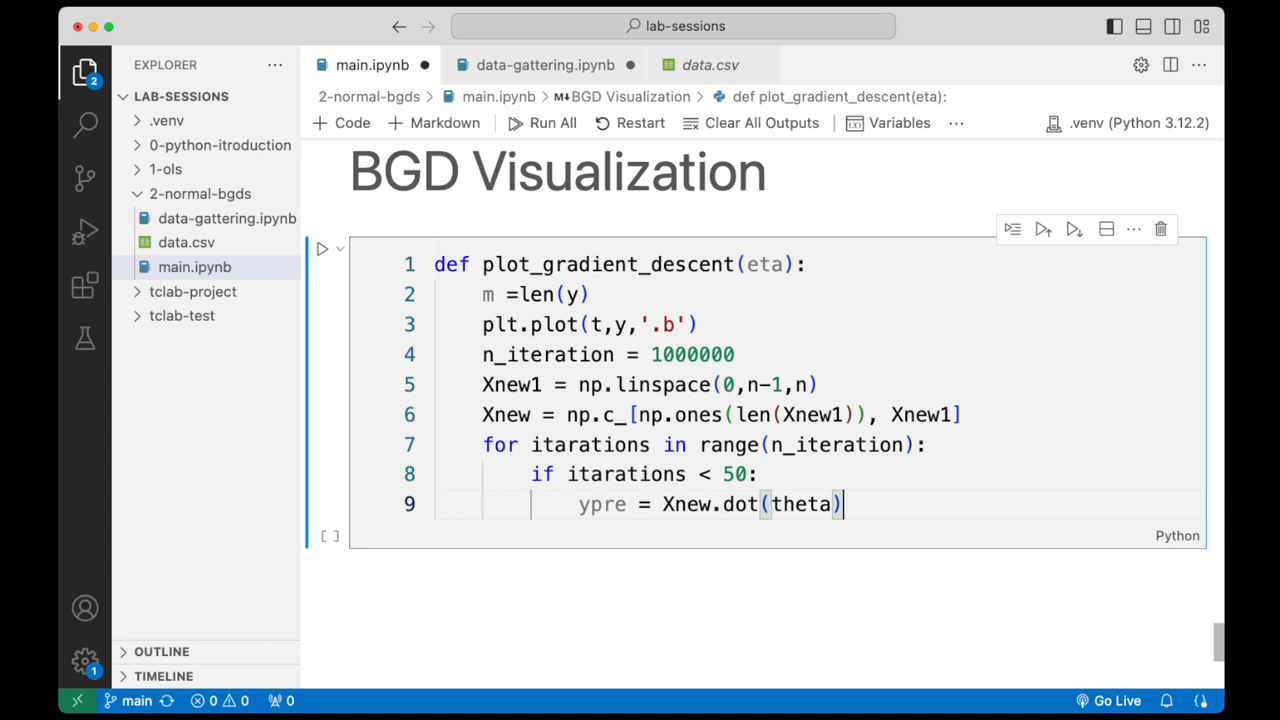 lab-sessions
EXPLORER
LAB-SESSIONS
.venv
0-python-itroduction
1-ols
2-normal-bgds
data-gattering.ipynb
data.csv
main.ipynb
tclab-project
tclab-test
OUTLINE
TIMELINE
2
1
main.ipynb
data-gattering.ipynb
data.csv
2-normal-bgds > main.ipynb > M↓BGD Visualization > def plot_gradient_descent(eta):
+ Code + Markdown Run All Restart Clear All Outputs Variables ... .venv (Python 3.12.2)
BGD Visualization
1 def plot_gradient_descent(eta):
2 m =len(y)
3 plt.plot(t,y,'.b')
4 n_iteration = 1000000
5 Xnew1 = np.linspace(0,n-1,n)
6 Xnew = np.c_[np.ones(len(Xnew1)), Xnew1]
7 for itarations in range(n_iteration):
8 if itarations < 50:
9 ypre = Xnew.dot(theta)
[ ]
Python
main 0 0 0 Go Live